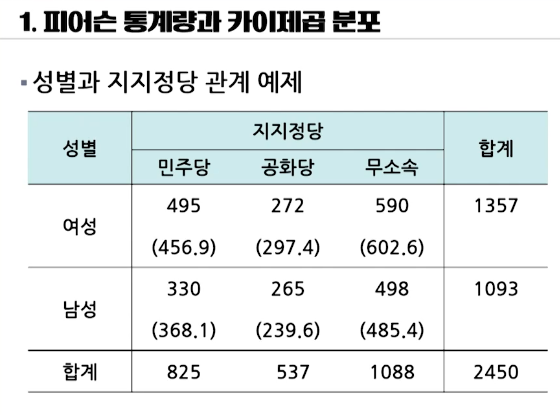 1. 피어슨 통계량과 카이제곱 분포
▪ 성별과 지지정당 관계 예제
성별 지지정당 합계
민주당 공화당 무소속
여성 495 272 590 1357
(456.9) (297.4) (602.6)
남성 330 265 498 1093
(368.1) (239.6) (485.4)
합계 825 537 1088 2450